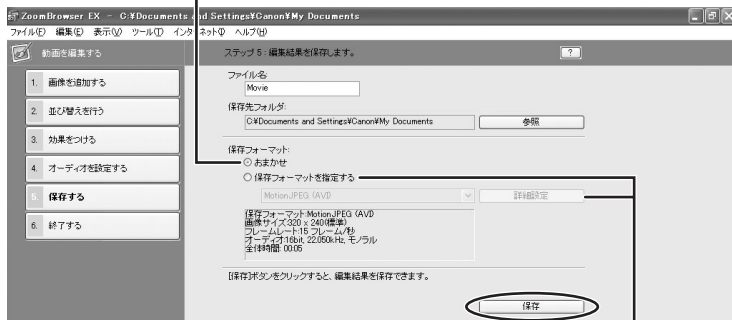 ZoomBrowser EX - C:¥Documents and Settings¥Canon¥My Documents
ファイル(F) 編集(E) 表示(V) ツール(T) インターネット(I) ヘルプ(H)
動画を編集する
ステップ 5 : 編集結果を保存します。
?
1. 画像を追加する
2. 並び替えを行う
3. 効果をつける
4. オーディオを設定する
5. 保存する
6. 終了する
ファイル名
Movie
保存先フォルダ:
C:¥Documents and Settings¥Canon¥My Documents
参照
保存フォーマット:
おまかせ
保存フォーマットを指定する
MotionJPEG (AVI)
詳細設定
保存フォーマット:MotionJPEG (AVI)
画像サイズ:320 x 240(標準)
フレームレート:15 フレーム/秒
オーディオ:16bit, 22.050kHz, モノラル
全体時間: 00:05
[保存]ボタンをクリックすると、編集結果を保存できます。
保存